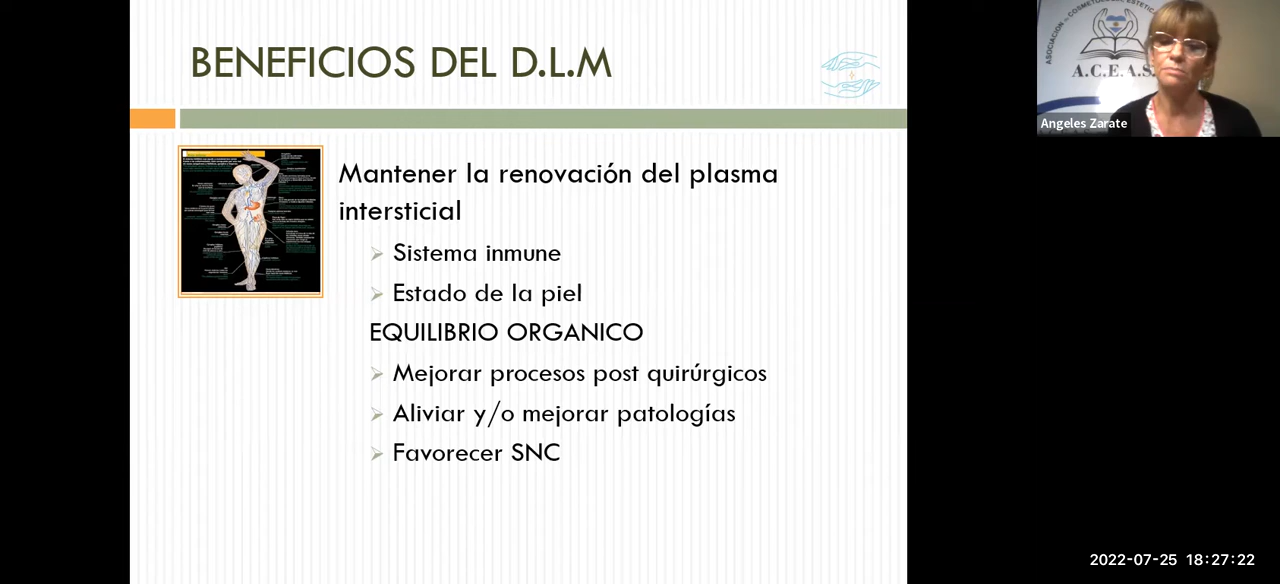 BENEFICIOS DEL D.L.M
Mantener la renovación del plasma
intersticial
Sistema inmune
Estado de la piel
EQUILIBRIO ORGANICO
Mejorar procesos post quirúrgicos
Aliviar y/o mejorar patologías
Favorecer SNC
A.C.E.A.S.
Angeles Zarate
2022-07-25 18:27:22